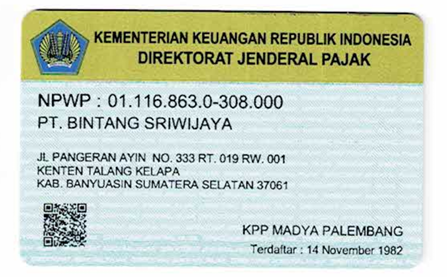 KEMENTERIAN KEUANGAN REPUBLIK INDONESIA
DIREKTORAT JENDERAL PAJAK
NPWP : 01.116.863.0-308.000
PT. BINTANG SRIWIJAYA
JL PANGERAN AYIN NO. 333 RT. 019 RW. 001
KENTEN TALANG KELAPA
KAB. BANYUASIN SUMATERA SELATAN 37061
KPP MADYA PALEMBANG
Terdaftar : 14 November 1982